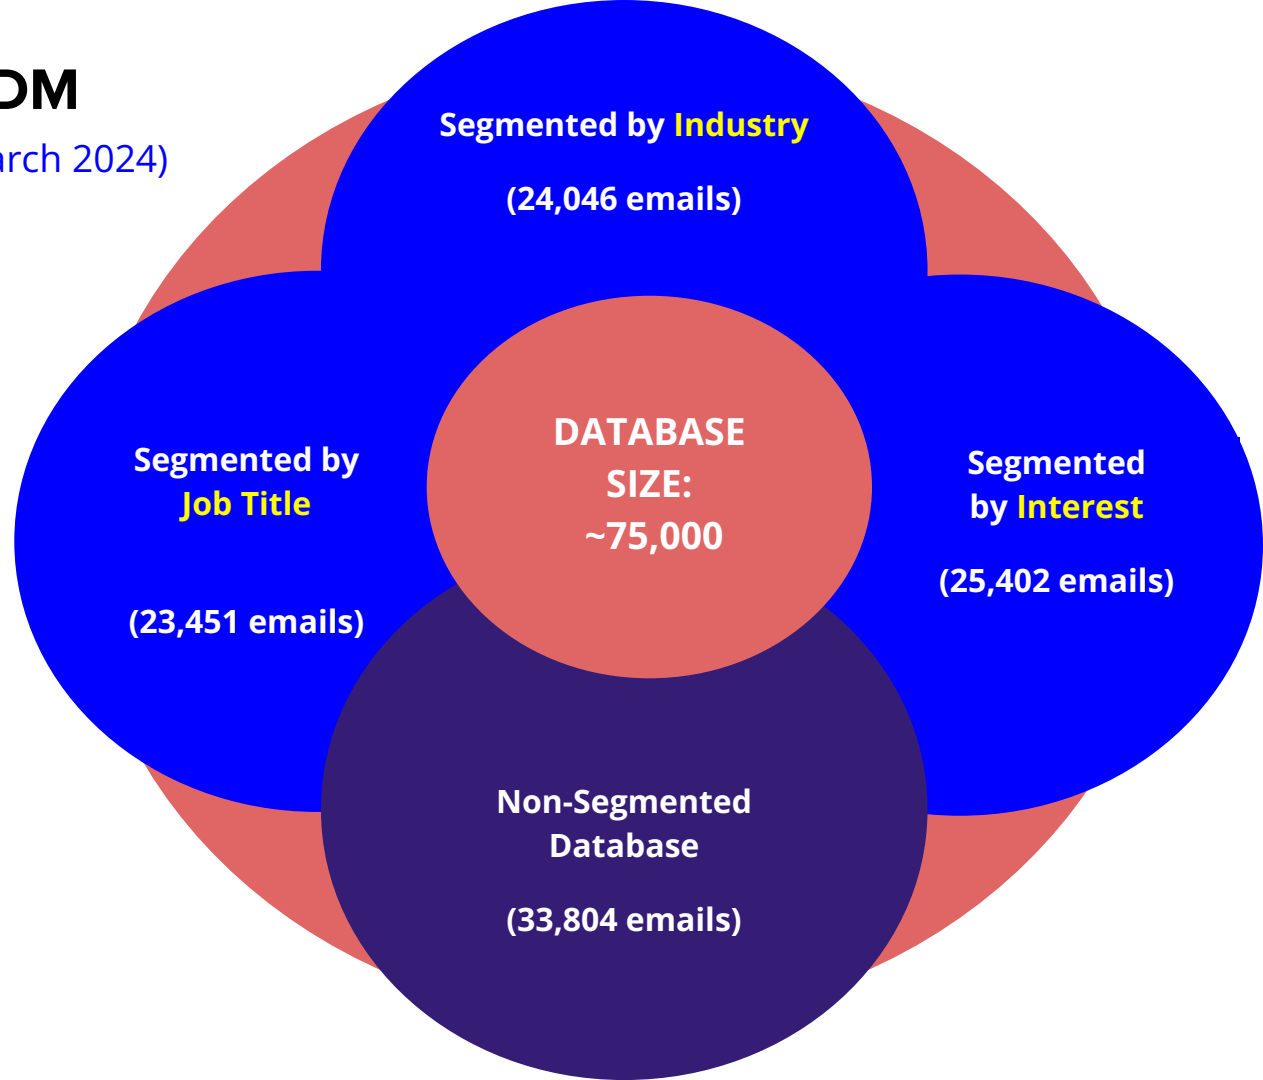 DM
arch 2024)
Segmented by Industry
(24,046 emails)
Segmented by
Job Title
(23,451 emails)
DATABASE
SIZE:
~75,000
Segmented
by Interest
(25,402 emails)
Non-Segmented
Database
(33,804 emails)